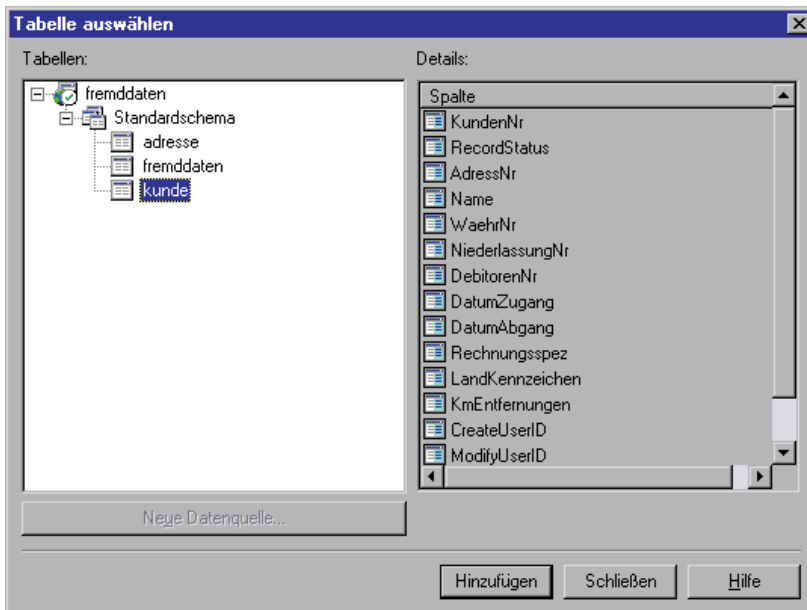 Tabelle auswählen
Tabellen:
fremddaten
Standardschema
adresse
fremddaten
kunde
Neue Datenquelle...
Details:
Spalte
KundenNr
RecordStatus
AdressNr
Name
WaehrNr
NiederlassungNr
DebitorenNr
DatumZugang
DatumAbgang
Rechnungsspez
LandKennzeichen
KmEntfernungen
CreateUserID
ModifyUserID
Hinzufügen
Schließen
Hilfe